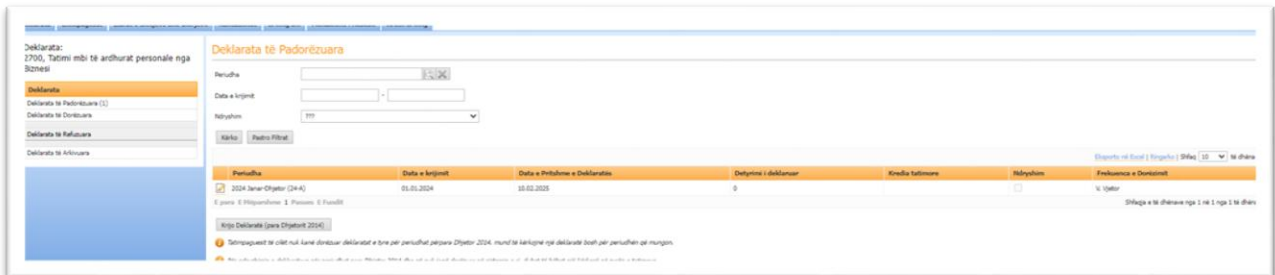 Deklarata:
2700, Tatimi mbi të ardhurat personale nga
Biznesi
Deklarata
Deklarata të Padorëzuara (1)
Deklarata të Dorëzuara
Deklarata të Refuzuara
Deklarata të Arkivuara
Deklarata të Padorëzuara
Periudha
Data e krijimit -
Ndryshim ???
Kërko Pastro Filtrat
Eksporto në Excel | Ringarko | Shfaq 10 të dhëna
Periudha Data e krijimit Data e Pritshme e Deklaratës Detyrimi i deklaruar Kredia tatimore Ndryshim Frekuenca e Dorëzimit
2024 Janar-Dhjetor (24-A) 01.01.2024 10.02.2025 0 V. Vjetor
E para E Mëparshme 1 Pasues E Fundit Shfaqja e të dhënave nga 1 në 1 nga 1 të dhëna
Krijo Deklaratë (para Dhjetorit 2014)
Tatimpaguesit të cilët nuk kanë dorëzuar deklaratat e tyre për periudhat përpara Dhjetor 2014, mund të kërkojnë një deklaratë bosh për periudhën që mungon.